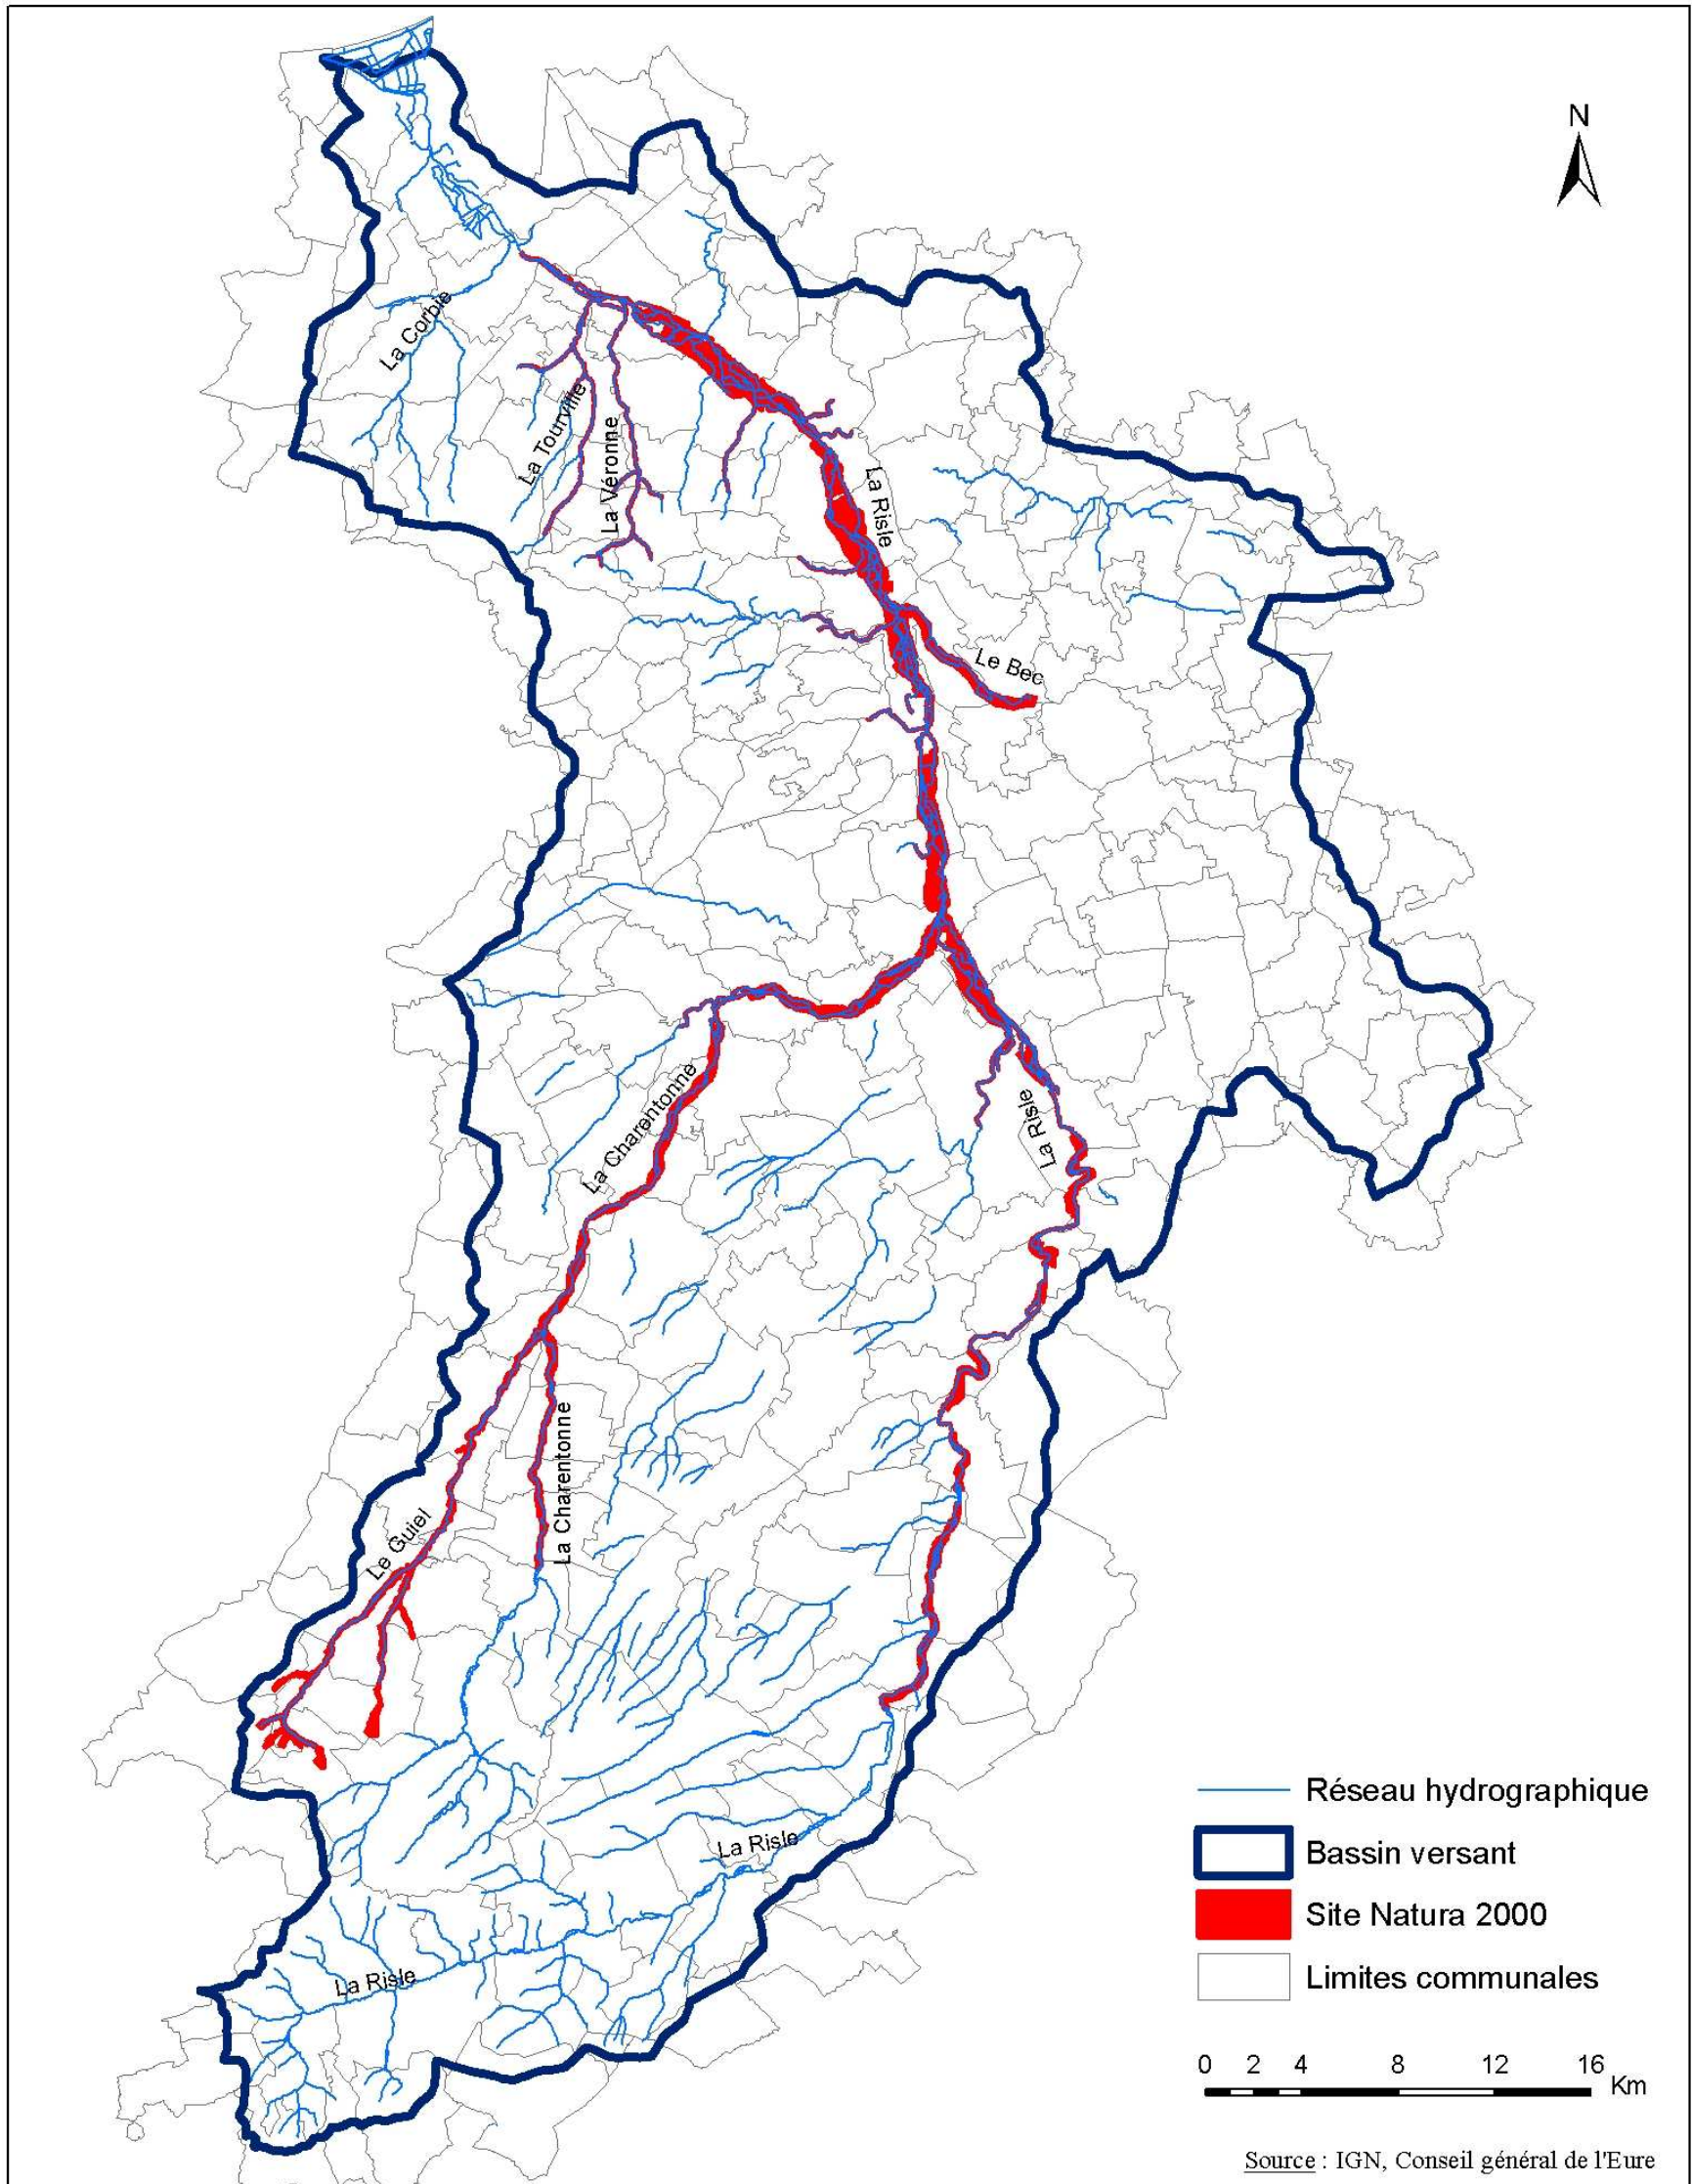 N
La Corbie
La Tourville
La Véronne
La Risle
Le Bec
La Charentonne
La Risle
La Charentonne
Le Guiel
La Risle
La Risle
Réseau hydrographique
Bassin versant
Site Natura 2000
Limites communales
0 2 4 8 12 16
Km
Source : IGN, Conseil général de l'Eure